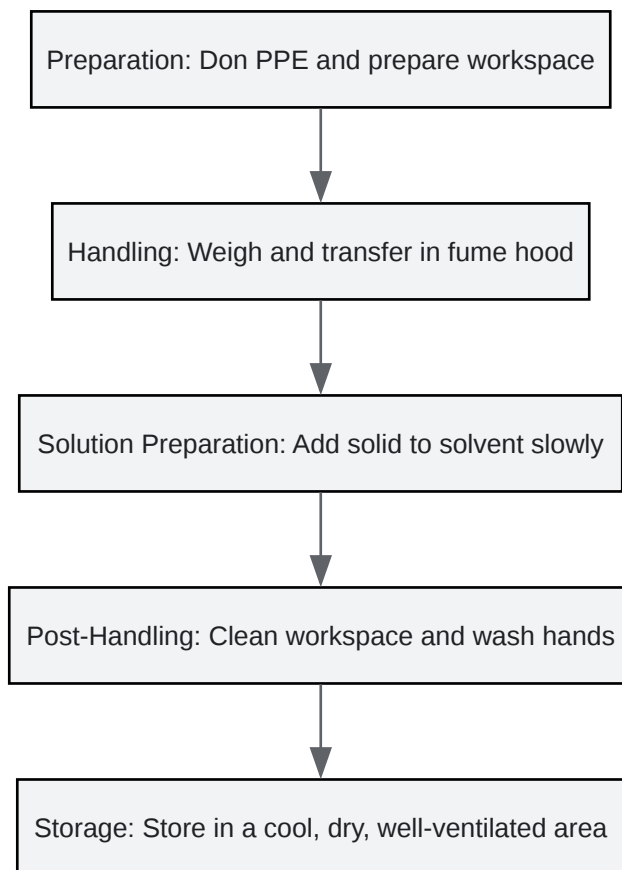 Preparation: Don PPE and prepare workspace
Handling: Weigh and transfer in fume hood
Solution Preparation: Add solid to solvent slowly
Post-Handling: Clean workspace and wash hands
Storage: Store in a cool, dry, well-ventilated area